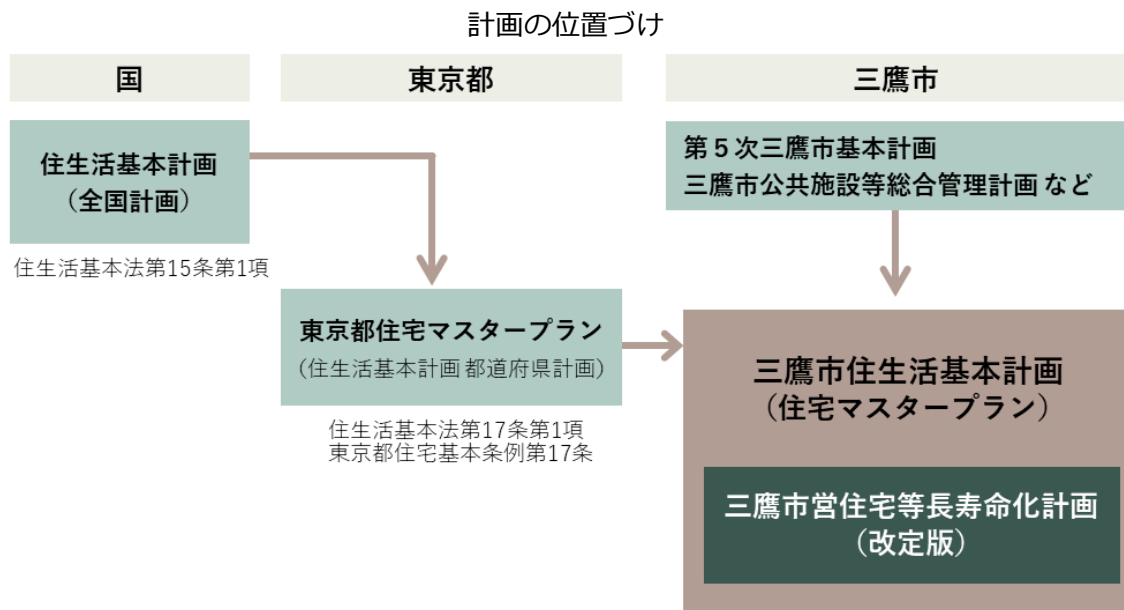 計画の位置づけ
国
東京都
三鷹市
住生活基本計画
（全国計画）
住生活基本法第15条第1項
東京都住宅マスタープラン
（住生活基本計画 都道府県計画）
住生活基本法第17条第1項
東京都住宅基本条例第17条
第５次三鷹市基本計画
三鷹市公共施設等総合管理計画 など
三鷹市住生活基本計画
（住宅マスタープラン）
三鷹市営住宅等長寿命化計画
（改定版）